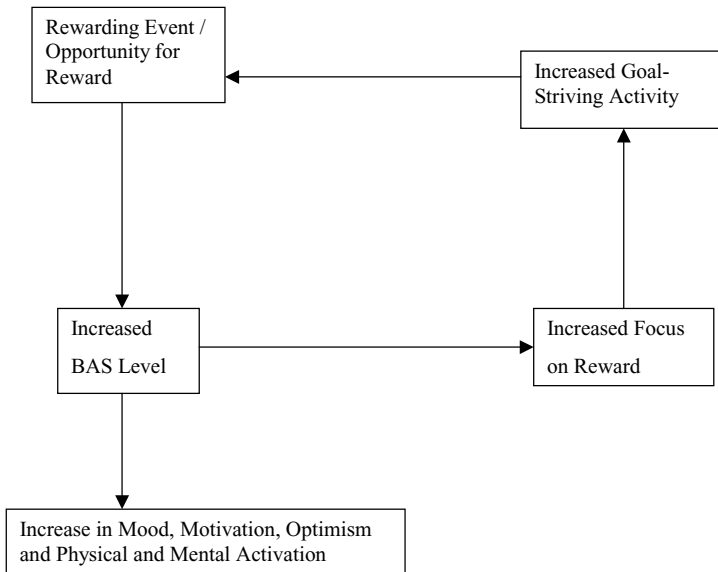 Rewarding Event /
Opportunity for
Reward
Increased Goal-
Striving Activity
Increased
BAS Level
Increased Focus
on Reward
Increase in Mood, Motivation, Optimism
and Physical and Mental Activation